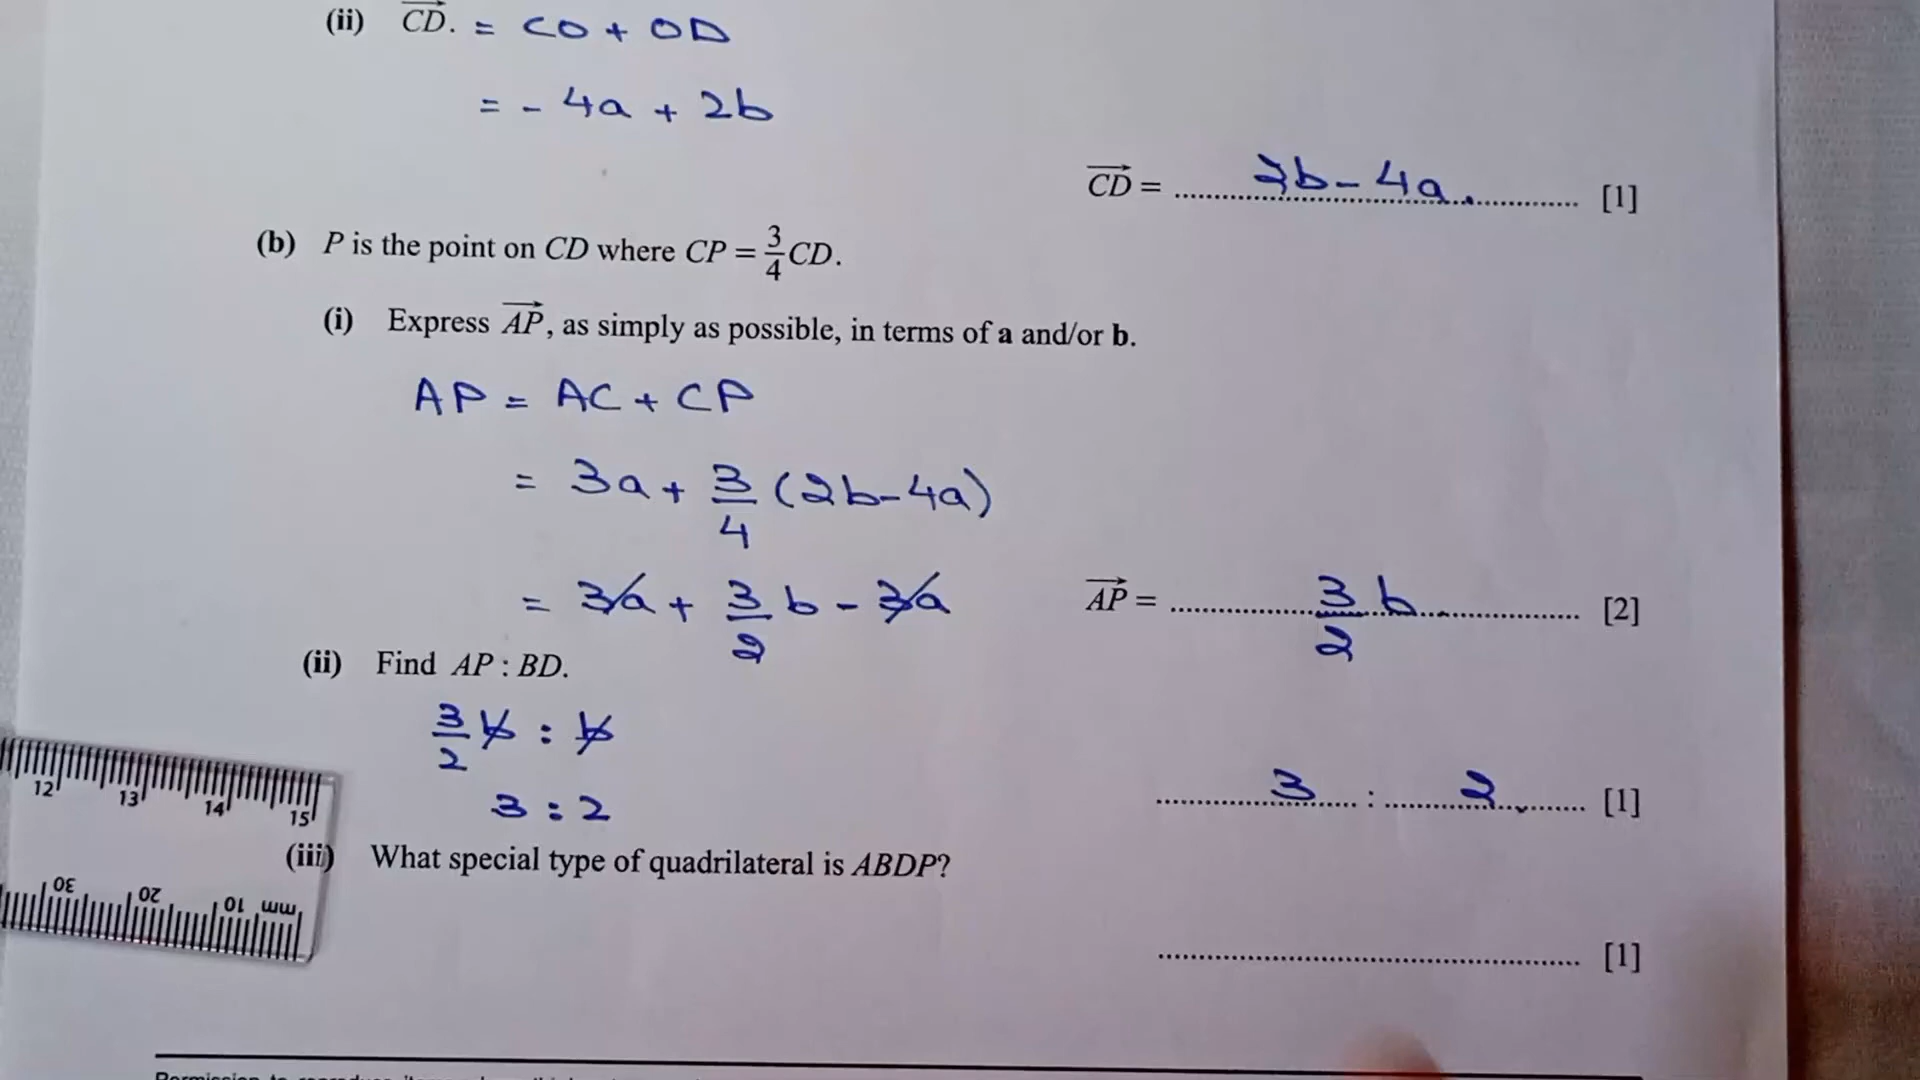 (ii) CD. = CO + OD
= - 4a + 2b
CD = 2b - 4a. [1]
(b) P is the point on CD where CP = 3/4 CD.
(i) Express AP, as simply as possible, in terms of a and/or b.
AP = AC + CP
= 3a + 3/4 (2b - 4a)
= 3a + 3/2 b - 3a
AP = 3/2 b [2]
(ii) Find AP : BD.
3/2 b : b
3 : 2
3 : 2 [1]
12 13 14 15
(iii) What special type of quadrilateral is ABDP?
30 20 10 mm
[1]